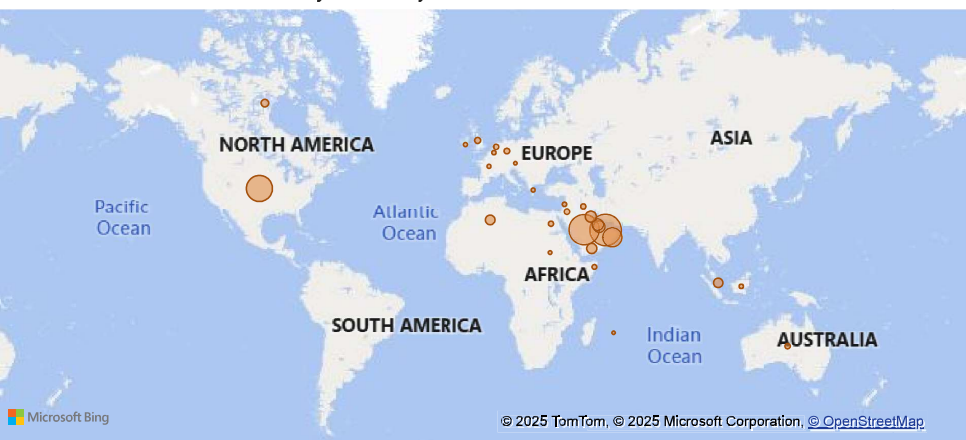 NORTH AMERICA
ASIA
EUROPE
Pacific
Ocean
Atlantic
Ocean
AFRICA
SOUTH AMERICA
Indian
Ocean
AUSTRALIA
Microsoft Bing
© 2025 TomTom, © 2025 Microsoft Corporation, © OpenStreetMap